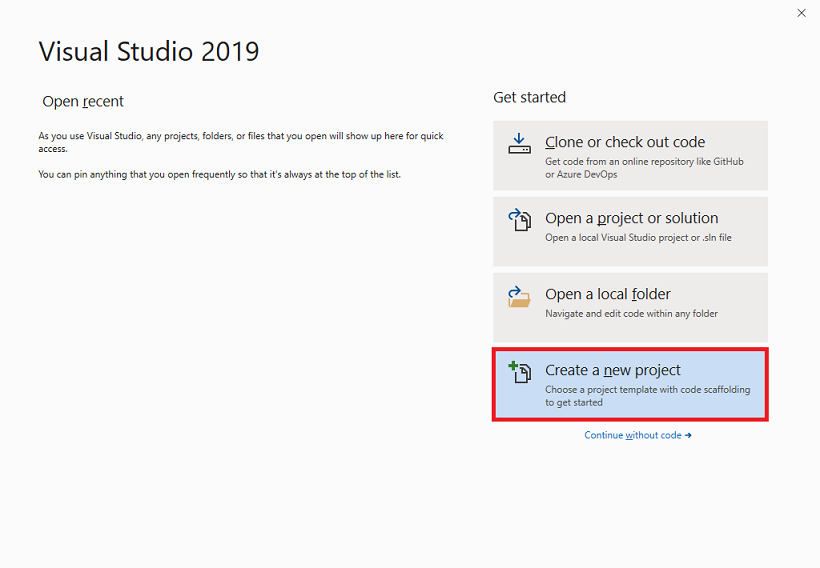 Visual Studio 2019
Open recent
As you use Visual Studio, any projects, folders, or files that you open will show up here for quick
access.
You can pin anything that you open frequently so that it's always at the top of the list.
Get started
Clone or check out code
Get code from an online repository like GitHub
or Azure DevOps
Open a project or solution
Open a local Visual Studio project or .sln file
Open a local folder
Navigate and edit code within any folder
Create a new project
Choose a project template with code scaffolding
to get started
Continue without code →